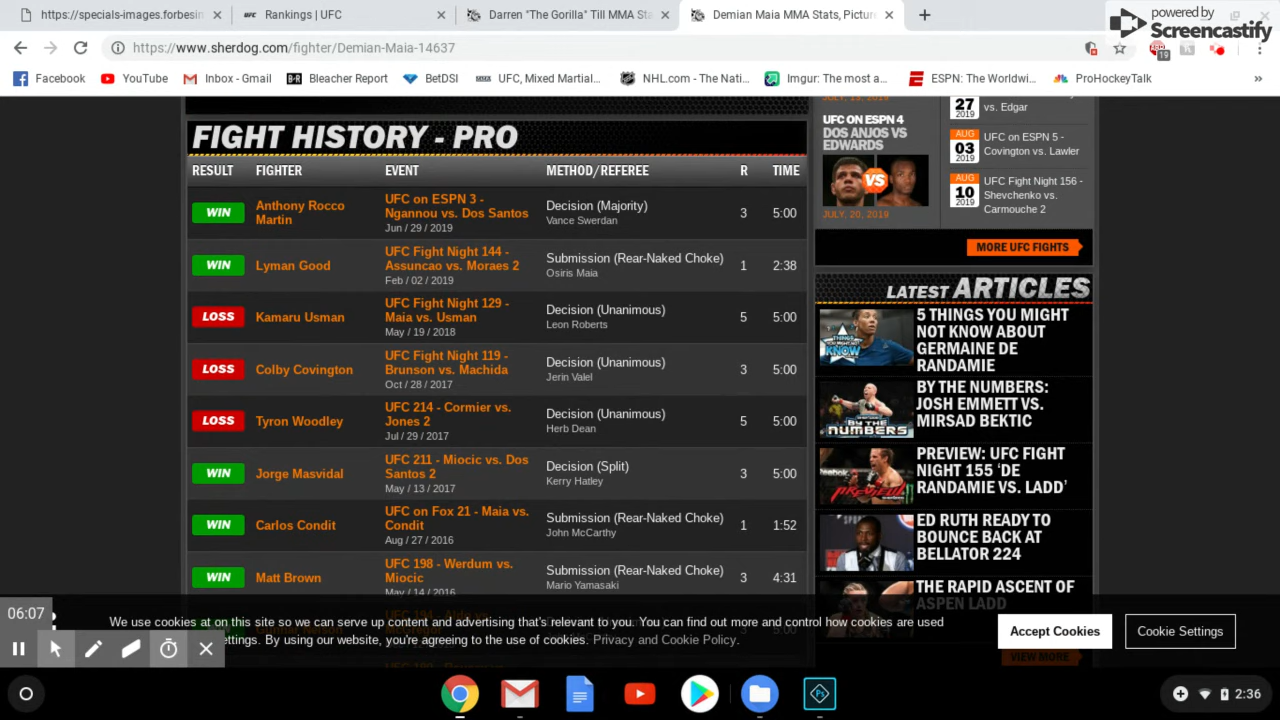 https://specials-images.forbesin
Rankings | UFC
Darren "The Gorilla" Till MMA Sta
Demian Maia MMA Stats, Pictur
powered by
Screencastify
https://www.sherdog.com/fighter/Demian-Maia-14637
19
Facebook
YouTube
Inbox - Gmail
Bleacher Report
BetDSI
UFC, Mixed Martial...
NHL.com - The Nati...
Imgur: The most a...
ESPN: The Worldwi...
ProHockeyTalk
»
FIGHT HISTORY - PRO
RESULT FIGHTER EVENT METHOD/REFEREE R TIME
WIN
Anthony Rocco
Martin
UFC on ESPN 3 -
Ngannou vs. Dos Santos
Jun / 29 / 2019
Decision (Majority)
Vance Swerdan
3
5:00
WIN
Lyman Good
UFC Fight Night 144 -
Assuncao vs. Moraes 2
Feb / 02 / 2019
Submission (Rear-Naked Choke)
Osiris Maia
1
2:38
LOSS
Kamaru Usman
UFC Fight Night 129 -
Maia vs. Usman
May / 19 / 2018
Decision (Unanimous)
Leon Roberts
5
5:00
LOSS
Colby Covington
UFC Fight Night 119 -
Brunson vs. Machida
Oct / 28 / 2017
Decision (Unanimous)
Jerin Valel
3
5:00
LOSS
Tyron Woodley
UFC 214 - Cormier vs.
Jones 2
Jul / 29 / 2017
Decision (Unanimous)
Herb Dean
5
5:00
WIN
Jorge Masvidal
UFC 211 - Miocic vs. Dos
Santos 2
May / 13 / 2017
Decision (Split)
Kerry Hatley
3
5:00
WIN
Carlos Condit
UFC on Fox 21 - Maia vs.
Condit
Aug / 27 / 2016
Submission (Rear-Naked Choke)
John McCarthy
1
1:52
WIN
Matt Brown
UFC 198 - Werdum vs.
Miocic
May / 14 / 2016
Submission (Rear-Naked Choke)
Mario Yamasaki
3
4:31
JULY, 13, 2019
UFC ON ESPN 4
DOS ANJOS VS
EDWARDS
VS
JULY, 20, 2019
27
2019
vs. Edgar
AUG
03
2019
UFC on ESPN 5 -
Covington vs. Lawler
AUG
10
2019
UFC Fight Night 156 -
Shevchenko vs.
Carmouche 2
MORE UFC FIGHTS
LATEST ARTICLES
5 THINGS YOU MIGHT
NOT KNOW ABOUT
GERMAINE DE
RANDAMIE
BY THE NUMBERS:
JOSH EMMETT VS.
MIRSAD BEKTIC
BY THE
NUMBERS
PREVIEW: UFC FIGHT
NIGHT 155 'DE
RANDAMIE VS. LADD'
PREVIEW
ED RUTH READY TO
BOUNCE BACK AT
BELLATOR 224
THE RAPID ASCENT OF
ASPEN LADD
VIEW MORE
06:07
We use cookies at on this site so we can serve up content and advertising that's relevant to you. You can find out more and control how cookies are used
ettings. By using our website, you're agreeing to the use of cookies. Privacy and Cookie Policy.
Accept Cookies
Cookie Settings
2:36